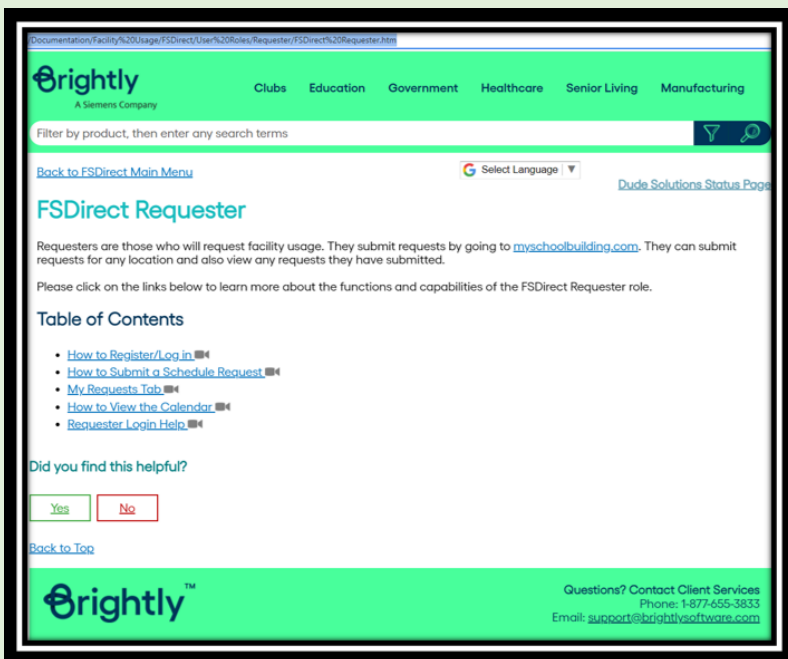 /Documentation/Facility%20Usage/FSDirect/User%20Roles/Requester/FSDirect%20Requester.htm
Brightly
A Siemens Company
Clubs Education Government Healthcare Senior Living Manufacturing
Filter by product, then enter any search terms
Back to FSDirect Main Menu
G Select Language ▼
Dude Solutions Status Page
FSDirect Requester
Requesters are those who will request facility usage. They submit requests by going to myschoolbuilding.com. They can submit
requests for any location and also view any requests they have submitted.
Please click on the links below to learn more about the functions and capabilities of the FSDirect Requester role.
Table of Contents
• How to Register/Log in
• How to Submit a Schedule Request
• My Requests Tab
• How to View the Calendar
• Requester Login Help
Did you find this helpful?
Yes No
Back to Top
Brightly™
Questions? Contact Client Services
Phone: 1-877-655-3833
Email: support@brightlysoftware.com